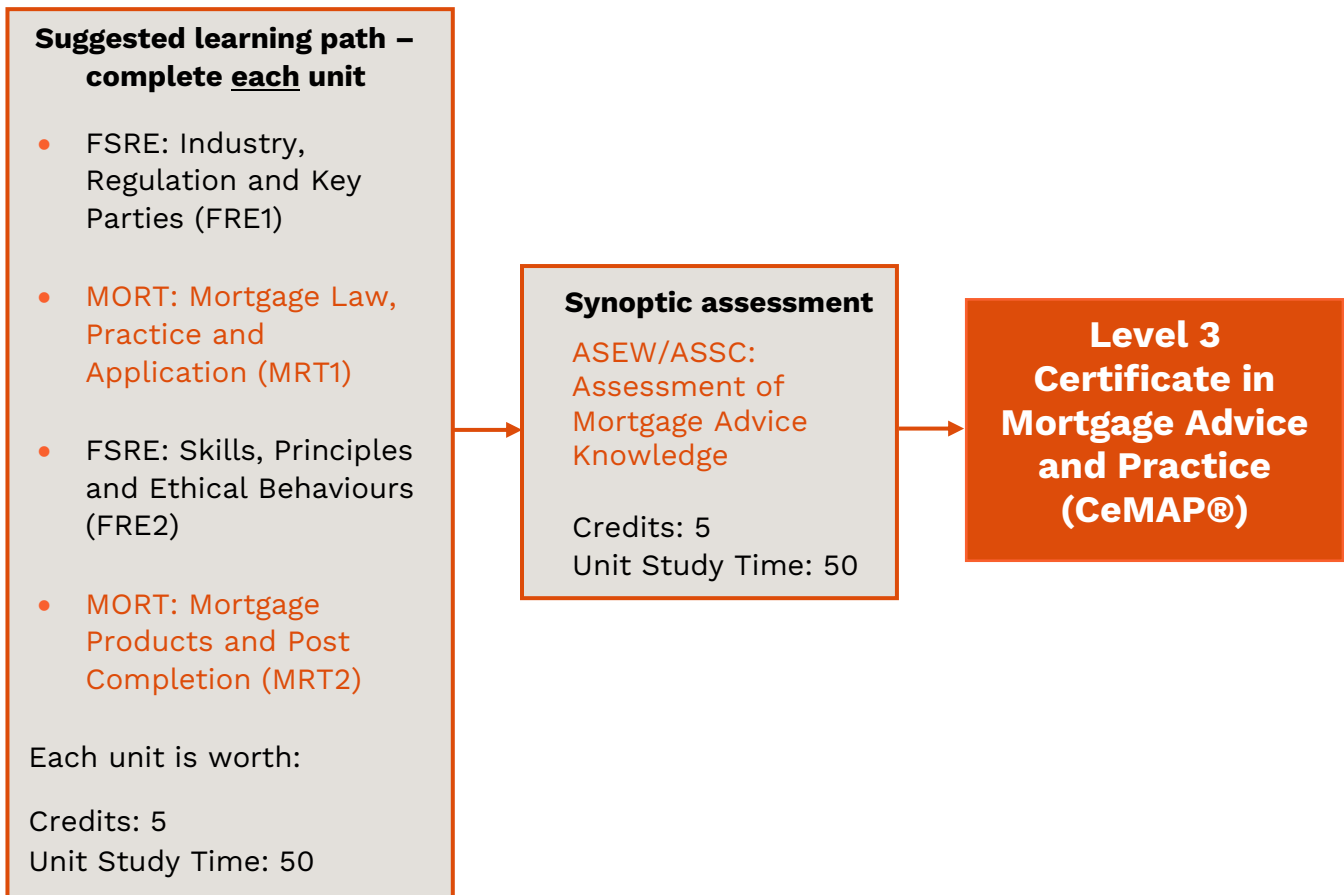 Suggested learning path –
complete each unit
• FSRE: Industry,
Regulation and Key
Parties (FRE1)
• MORT: Mortgage Law,
Practice and
Application (MRT1)
• FSRE: Skills, Principles
and Ethical Behaviours
(FRE2)
• MORT: Mortgage
Products and Post
Completion (MRT2)
Each unit is worth:
Credits: 5
Unit Study Time: 50
Synoptic assessment
ASEW/ASSC:
Assessment of
Mortgage Advice
Knowledge
Credits: 5
Unit Study Time: 50
Level 3
Certificate in
Mortgage Advice
and Practice
(CeMAP®)